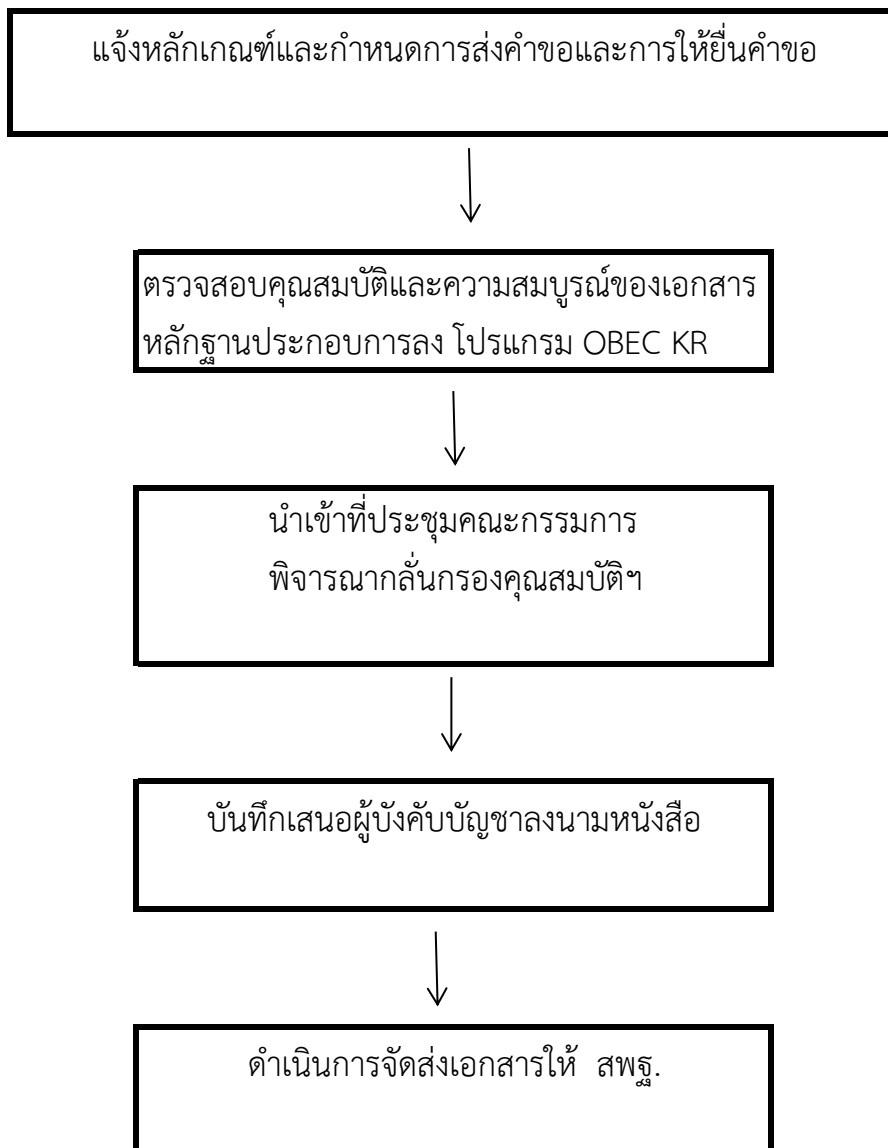 แจ้งหลักเกณฑ์และกำหนดการส่งคำขอและการให้ยื่นคำขอ
ตรวจสอบคุณสมบัติและความสมบูรณ์ของเอกสาร
หลักฐานประกอบการลง โปรแกรม OBEC KR
นำเข้าที่ประชุมคณะกรรมการ
พิจารณากลั่นกรองคุณสมบัติฯ
บันทึกเสนอผู้บังคับบัญชาลงนามหนังสือ
ดำเนินการจัดส่งเอกสารให้ สพฐ.